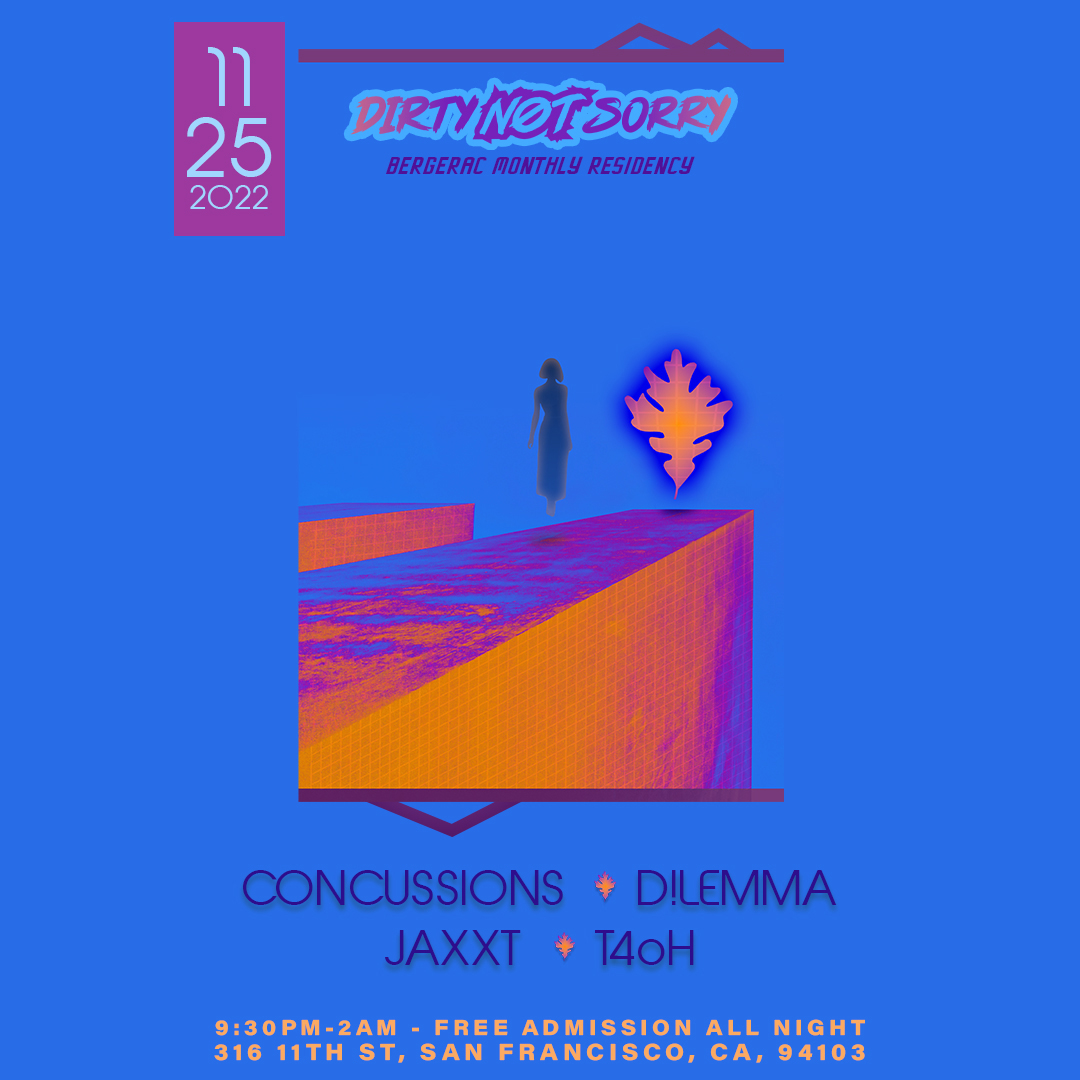 11
25
2022
DIRTY NOT SORRY
BERGERAC MONTHLY RESIDENCY
CONCUSSIONS D!LEMMA
JAXXT T4oH
9:30PM-2AM - FREE ADMISSION ALL NIGHT
316 11TH ST, SAN FRANCISCO, CA, 94103